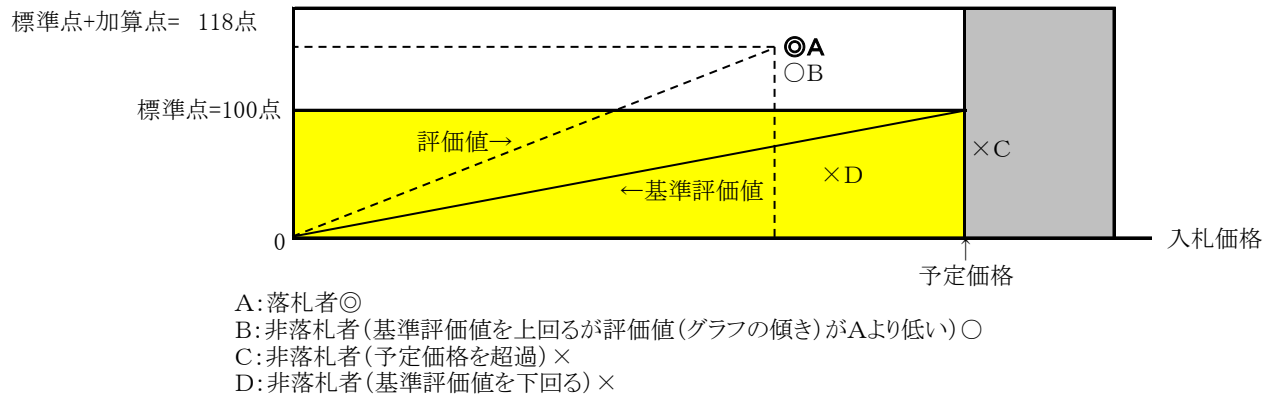 標準点+加算点= 118点
◎A
○B
標準点=100点
評価値→
×C
×D
←基準評価値
0
入札価格
↑
予定価格
A:落札者◎
B:非落札者(基準評価値を上回るが評価値(グラフの傾き)がAより低い)○
C:非落札者(予定価格を超過)×
D:非落札者(基準評価値を下回る)×